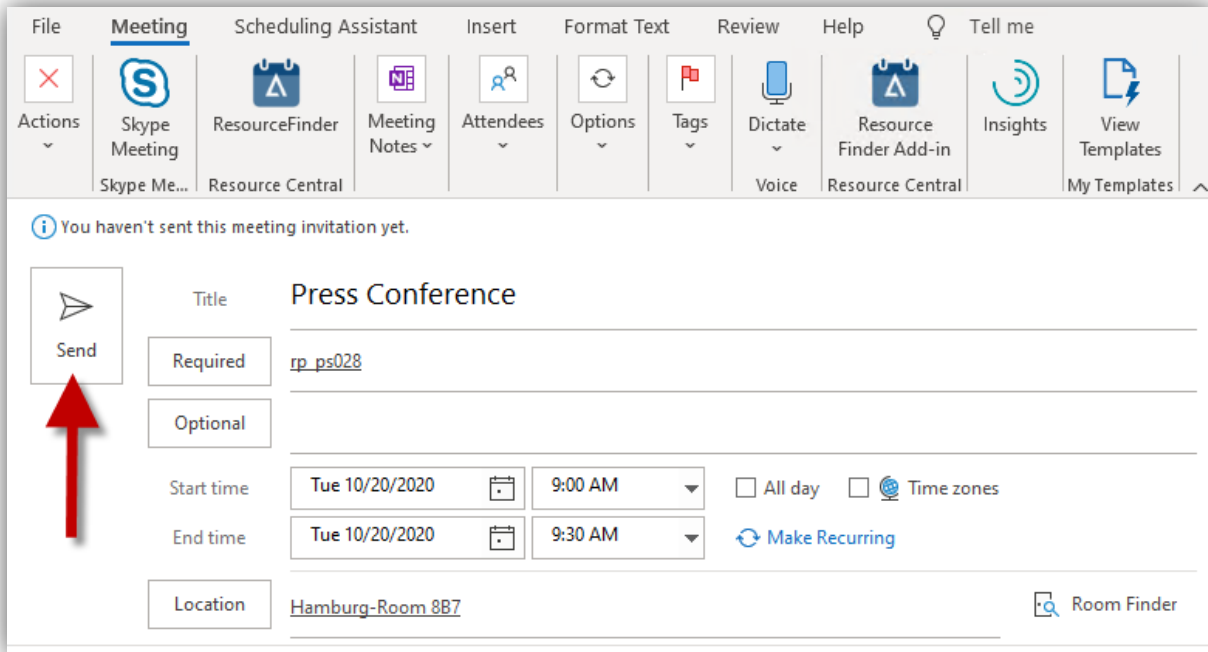 File Meeting Scheduling Assistant Insert Format Text Review Help Tell me
Actions Skype Meeting ResourceFinder Meeting Notes Attendees Options Tags Dictate Resource Finder Add-in Insights View Templates
Skype Me... Resource Central Voice Resource Central My Templates
You haven't sent this meeting invitation yet.
Send
Title Press Conference
Required rp_ps028
Optional
Start time Tue 10/20/2020 9:00 AM All day Time zones
End time Tue 10/20/2020 9:30 AM Make Recurring
Location Hamburg-Room 8B7 Room Finder